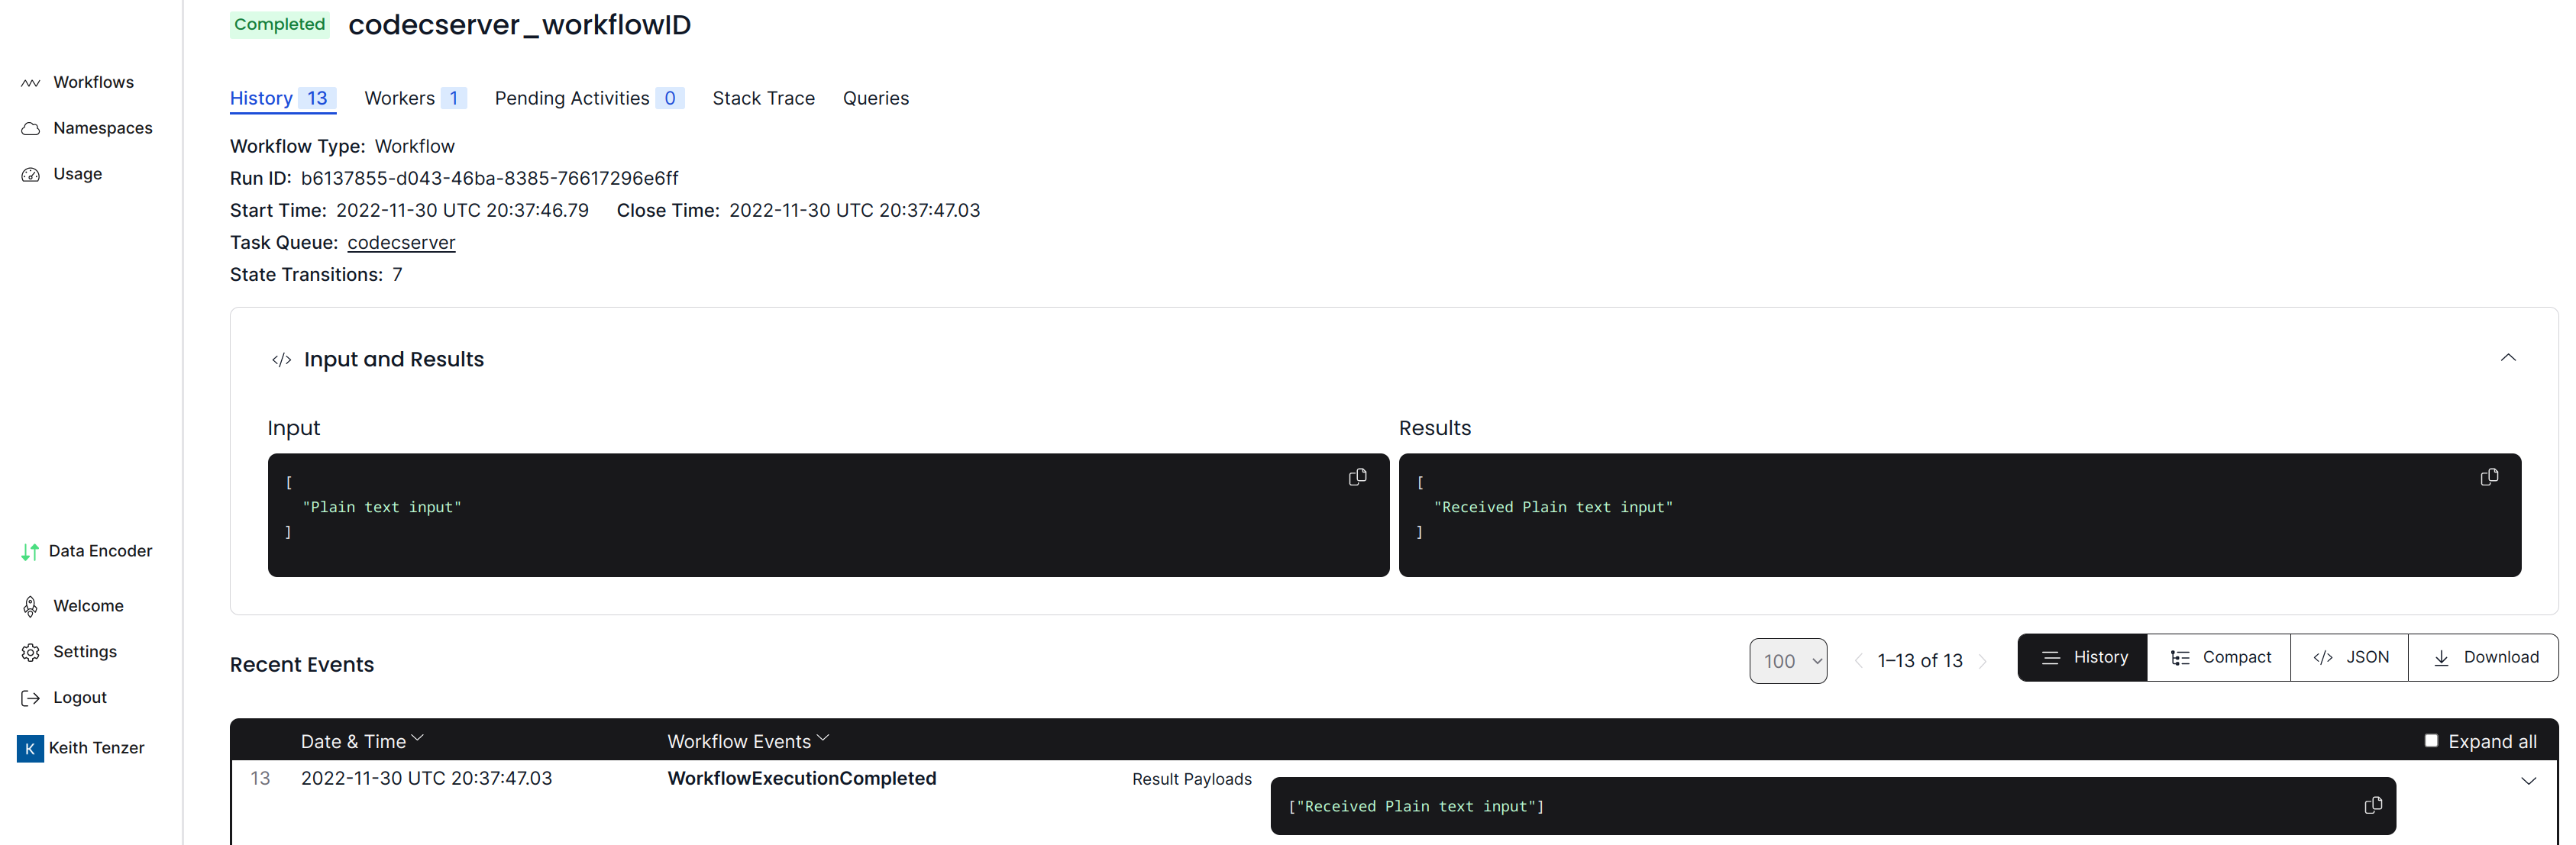 Completed codecserver_workflowID
Workflows
Namespaces
Usage
Data Encoder
Welcome
Settings
Logout
K Keith Tenzer
History 13 Workers 1 Pending Activities 0 Stack Trace Queries
Workflow Type: Workflow
Run ID: b6137855-d043-46ba-8385-76617296e6ff
Start Time: 2022-11-30 UTC 20:37:46.79 Close Time: 2022-11-30 UTC 20:37:47.03
Task Queue: codecserver
State Transitions: 7
</> Input and Results
Input
[
"Plain text input"
]
Results
[
"Received Plain text input"
]
Recent Events
100 1–13 of 13 History Compact </> JSON Download
Date & Time Workflow Events Expand all
13 2022-11-30 UTC 20:37:47.03 WorkflowExecutionCompleted Result Payloads
["Received Plain text input"]